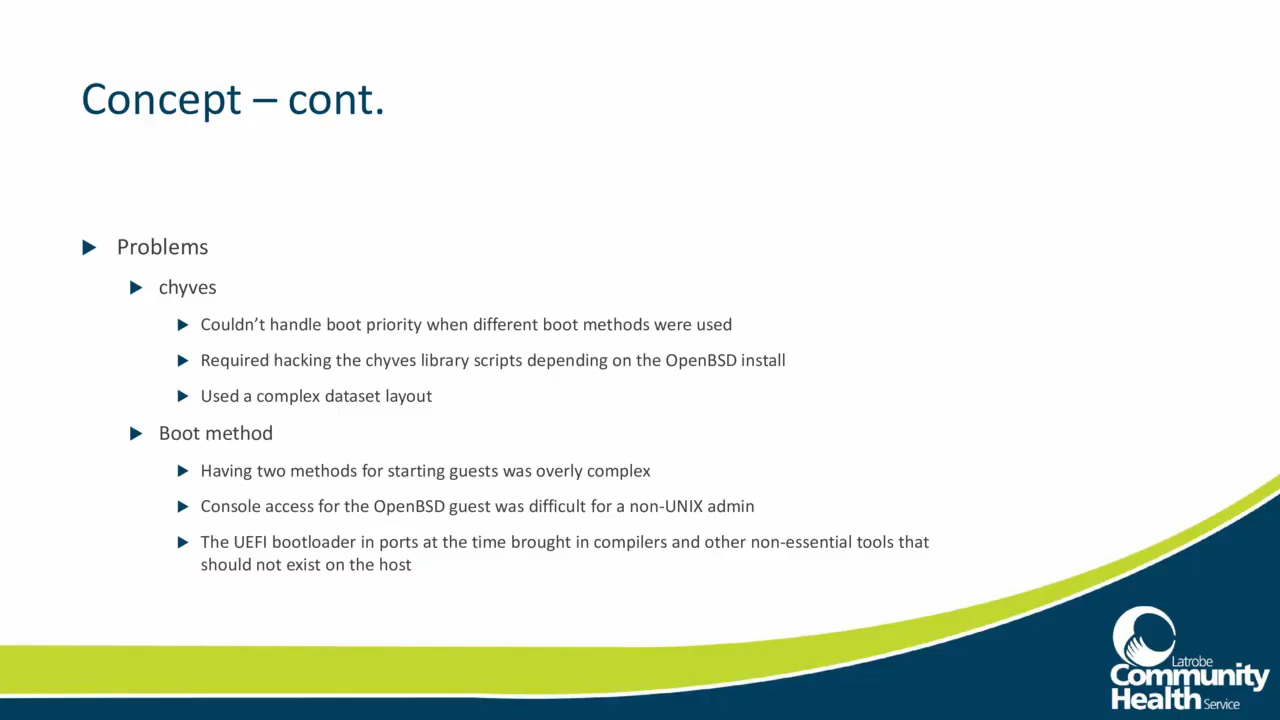 Concept – cont.
Problems
chyves
Couldn’t handle boot priority when different boot methods were used
Required hacking the chyves library scripts depending on the OpenBSD install
Used a complex dataset layout
Boot method
Having two methods for starting guests was overly complex
Console access for the OpenBSD guest was difficult for a non-UNIX admin
The UEFI bootloader in ports at the time brought in compilers and other non-essential tools that
should not exist on the host
Latrobe
Community
Health Service